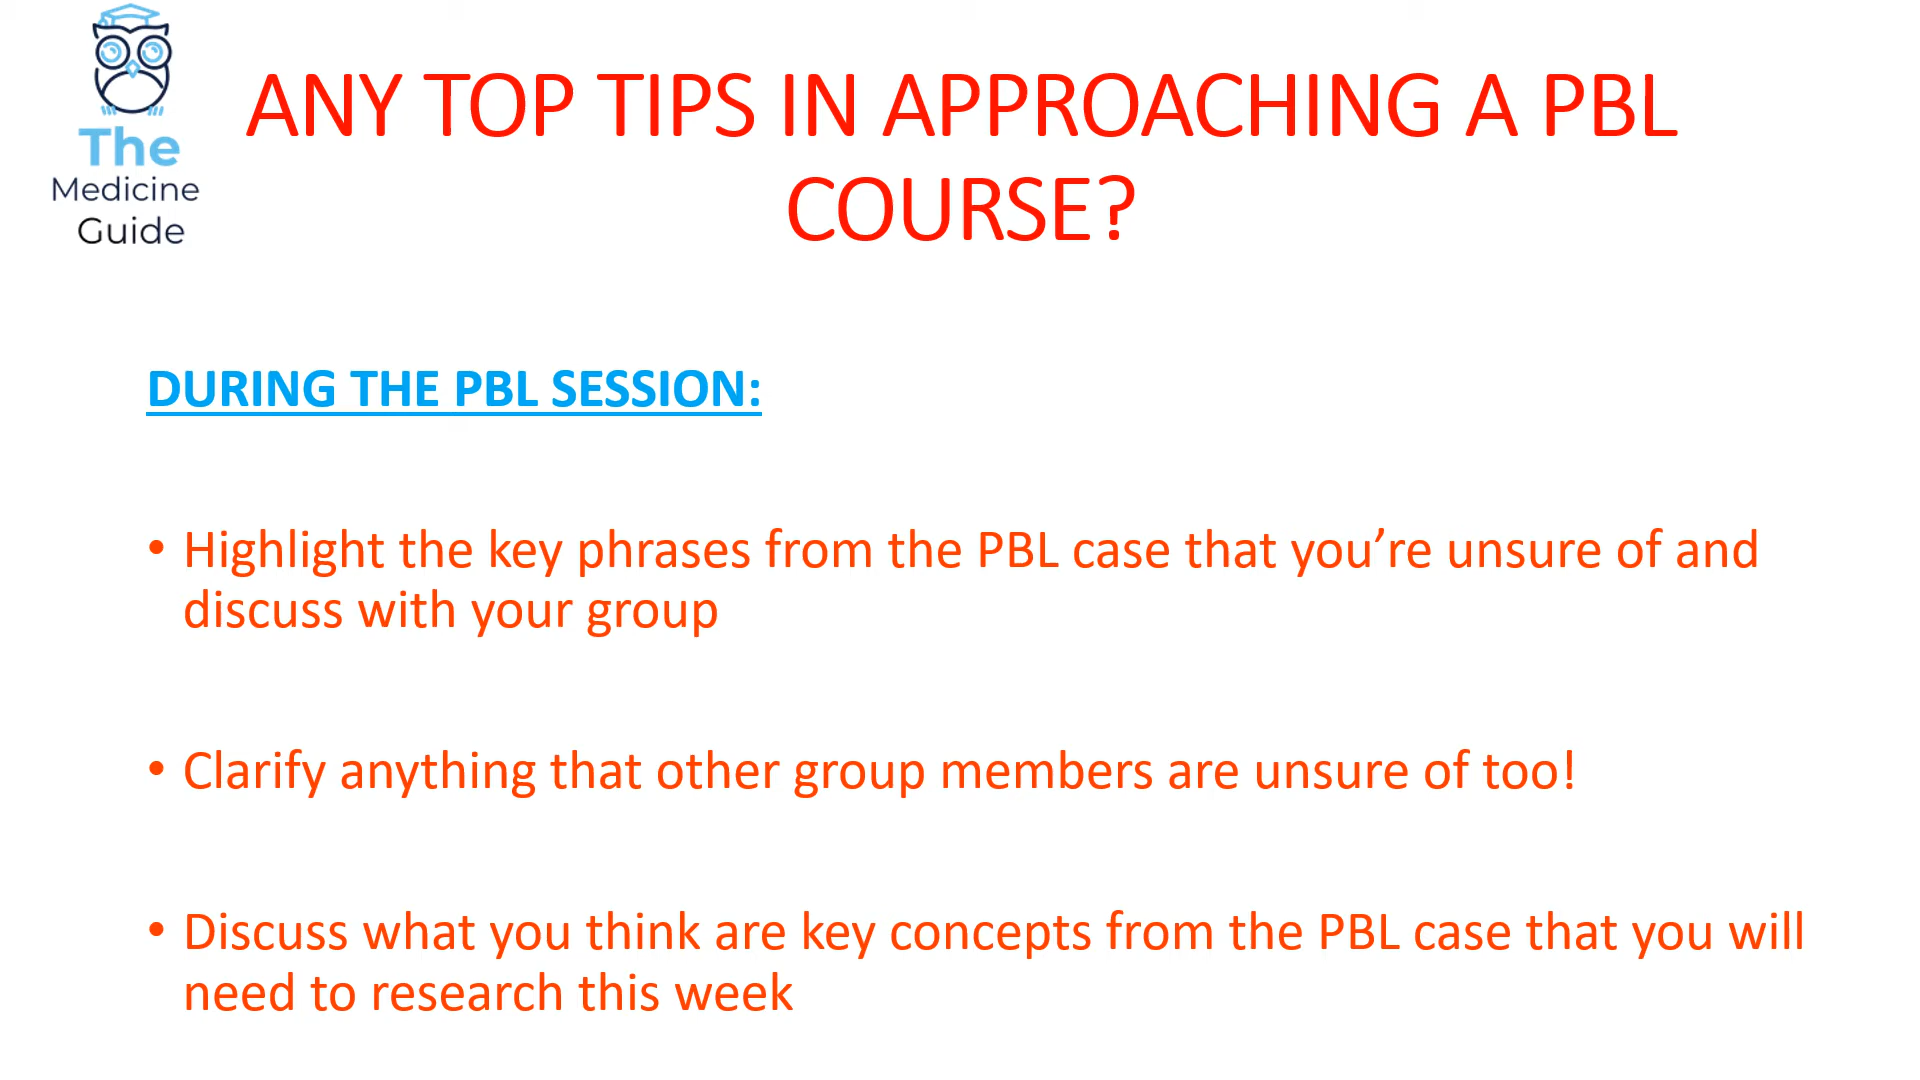 The
Medicine
Guide
ANY TOP TIPS IN APPROACHING A PBL
COURSE?
DURING THE PBL SESSION:
• Highlight the key phrases from the PBL case that you’re unsure of and
discuss with your group
• Clarify anything that other group members are unsure of too!
• Discuss what you think are key concepts from the PBL case that you will
need to research this week